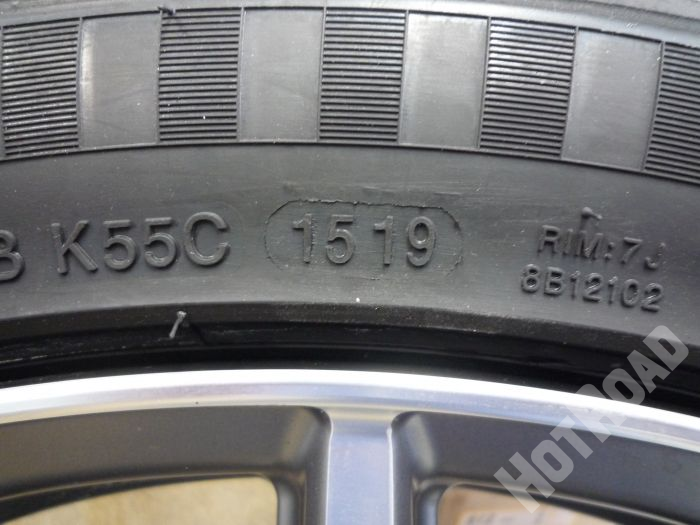 B K55C 1519
RIM:7J
8B12102
HOTROAD